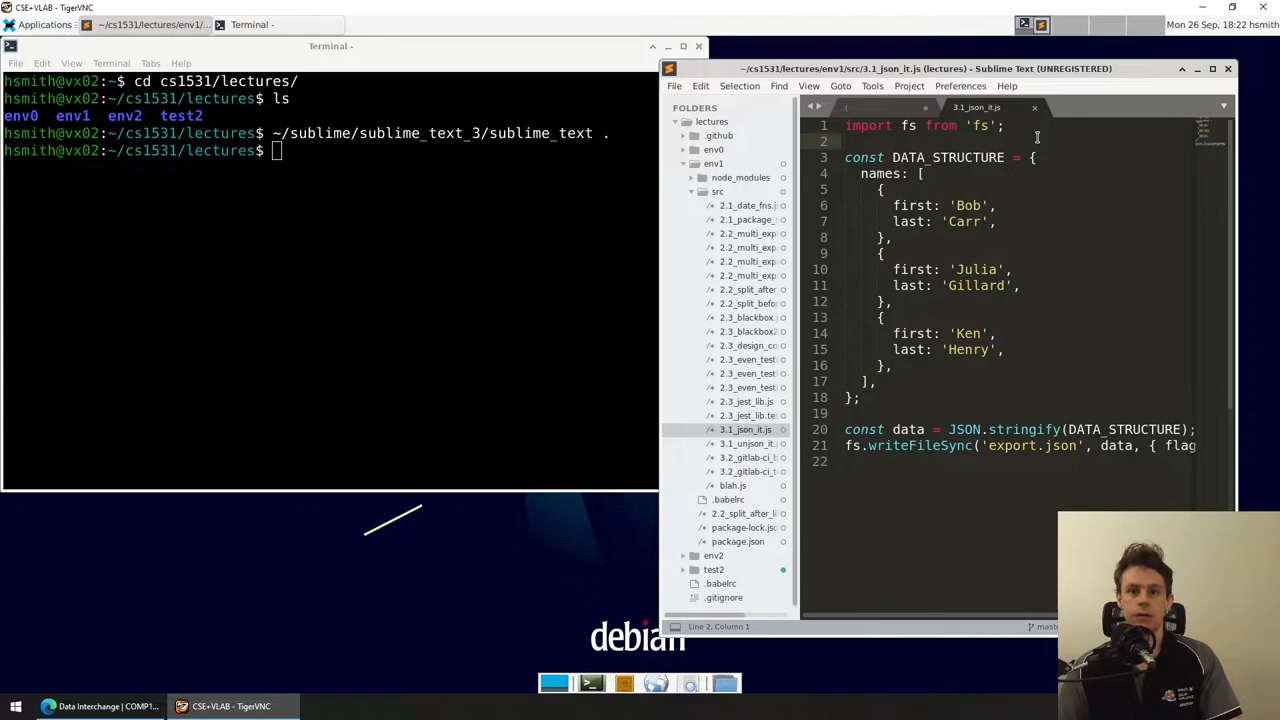 CSE+VLAB - TigerVNC
Applications
~/cs1531/lectures/env1/...
Terminal -
Mon 26 Sep, 18:22 hsmith
Terminal -
File Edit View Terminal Tabs Help
hsmith@vx02:~$ cd cs1531/lectures/
hsmith@vx02:~/cs1531/lectures$ ls
env0 env1 env2 test2
hsmith@vx02:~/cs1531/lectures$ ~/sublime/sublime_text_3/sublime_text .
hsmith@vx02:~/cs1531/lectures$
~/cs1531/lectures/env1/src/3.1_json_it.js (lectures) - Sublime Text (UNREGISTERED)
File Edit Selection Find View Goto Tools Project Preferences Help
FOLDERS
lectures
.github
env0
env1
node_modules
src
2.1_date_fns.j
2.1_package_
2.2_multi_exp
2.2_multi_exp
2.2_multi_exp
2.2_multi_exp
2.2_split_after
2.2_split_befo
2.3_blackbox.
2.3_blackbox2
2.3_design_co
2.3_even_test
2.3_even_test
2.3_even_test
2.3_jest_lib.js
2.3_jest_lib.te
3.1_json_it.js
3.1_unjson_it.
3.2_gitlab-ci_b
3.2_gitlab-ci_t
blah.js
.babelrc
2.2_split_after_li
package-lock.jso
package.json
env2
test2
.babelrc
.gitignore
{
3.1_json_it.js
1 import fs from 'fs';
2
3 const DATA_STRUCTURE = {
4 names: [
5 {
6 first: 'Bob',
7 last: 'Carr',
8 },
9 {
10 first: 'Julia',
11 last: 'Gillard',
12 },
13 {
14 first: 'Ken',
15 last: 'Henry',
16 },
17 ],
18 };
19
20 const data = JSON.stringify(DATA_STRUCTURE);
21 fs.writeFileSync('export.json', data, { flag
22
Line 2, Column 1
maste
debian
Data Interchange | COMP1...
CSE+VLAB - TigerVNC